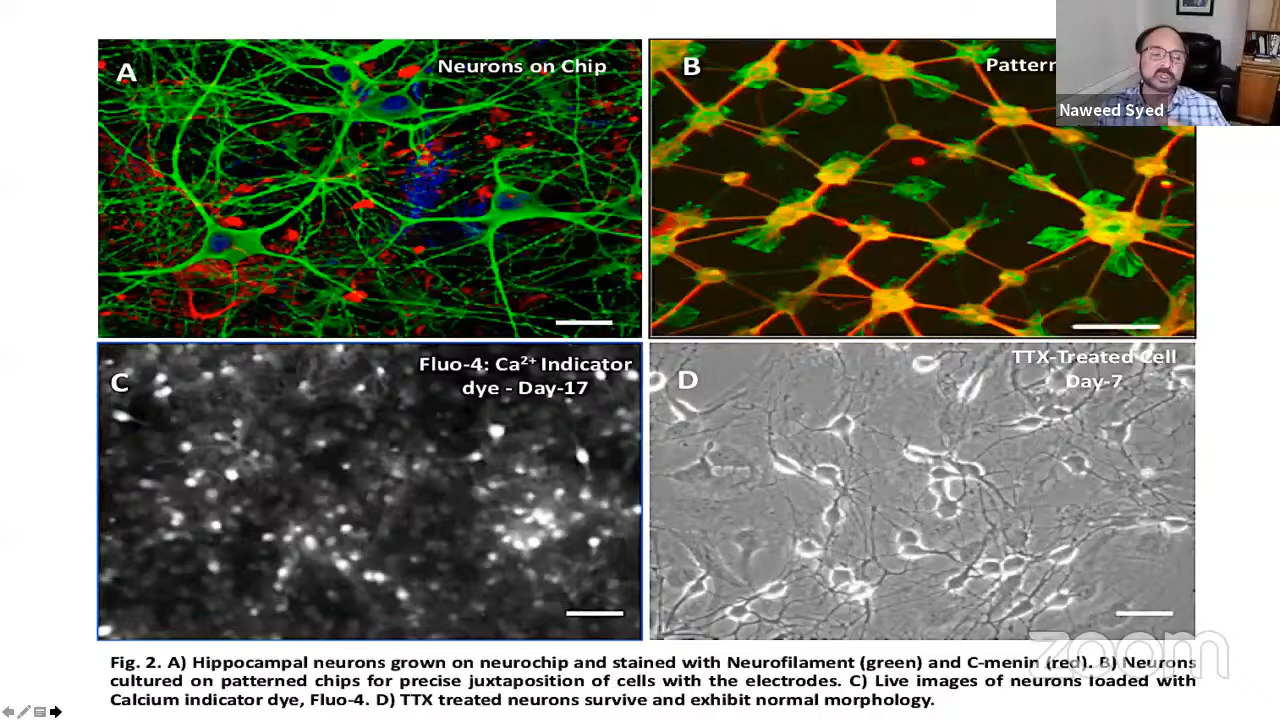 A
Neurons on Chip
B
Pattern
Naweed Syed
C
Fluo-4: Ca²⁺ Indicator
dye - Day-17
D
TTX-Treated Cell
Day-7
zoom
Fig. 2. A) Hippocampal neurons grown on neurochip and stained with Neurofilament (green) and C-menin (red). B) Neurons
cultured on patterned chips for precise juxtaposition of cells with the electrodes. C) Live images of neurons loaded with
Calcium indicator dye, Fluo-4. D) TTX treated neurons survive and exhibit normal morphology.